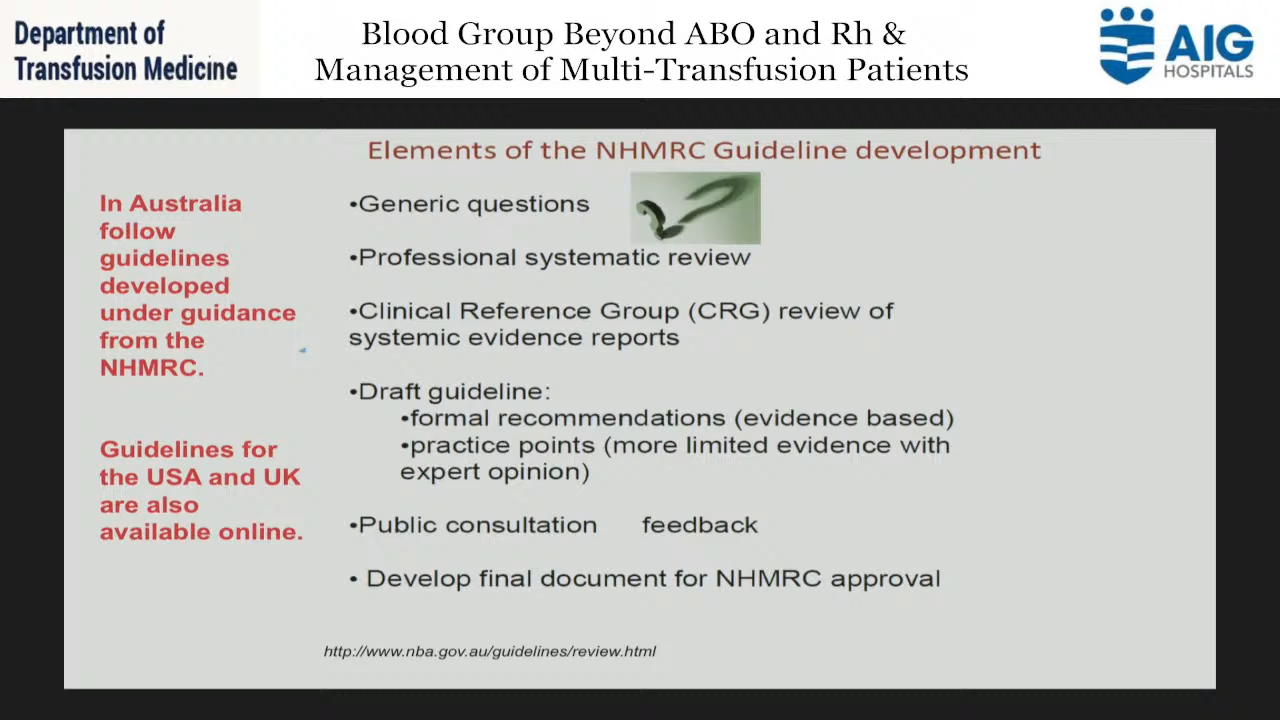 Department of
Transfusion Medicine
Blood Group Beyond ABO and Rh &
Management of Multi-Transfusion Patients
AIG
HOSPITALS
Elements of the NHMRC Guideline development
In Australia
follow
guidelines
developed
under guidance
from the
NHMRC.
Guidelines for
the USA and UK
are also
available online.
•Generic questions
•Professional systematic review
•Clinical Reference Group (CRG) review of
systemic evidence reports
•Draft guideline:
•formal recommendations (evidence based)
•practice points (more limited evidence with
expert opinion)
•Public consultation feedback
• Develop final document for NHMRC approval
http://www.nba.gov.au/guidelines/review.html